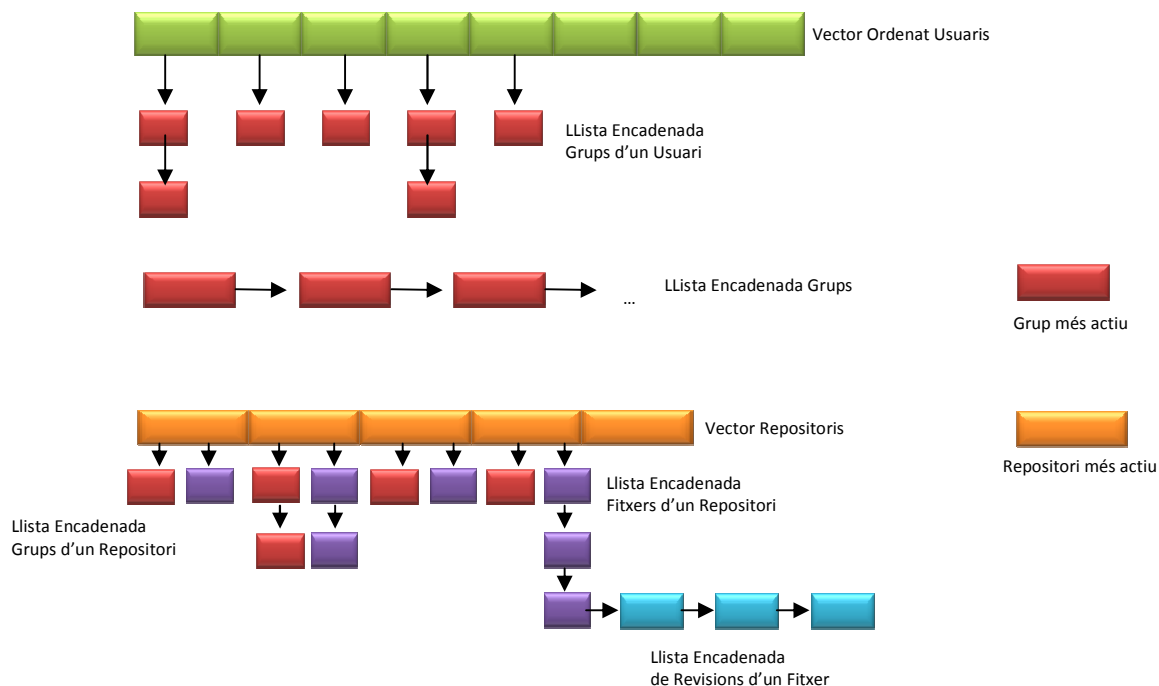 Vector Ordenat Usuaris
LLista Encadenada
Grups d'un Usuari
LLista Encadenada Grups
...
Grup més actiu
Vector Repositoris
Repositori més actiu
Llista Encadenada
Fitxers d'un Repositori
Llista Encadenada
Grups d'un Repositori
Llista Encadenada
de Revisions d'un Fitxer